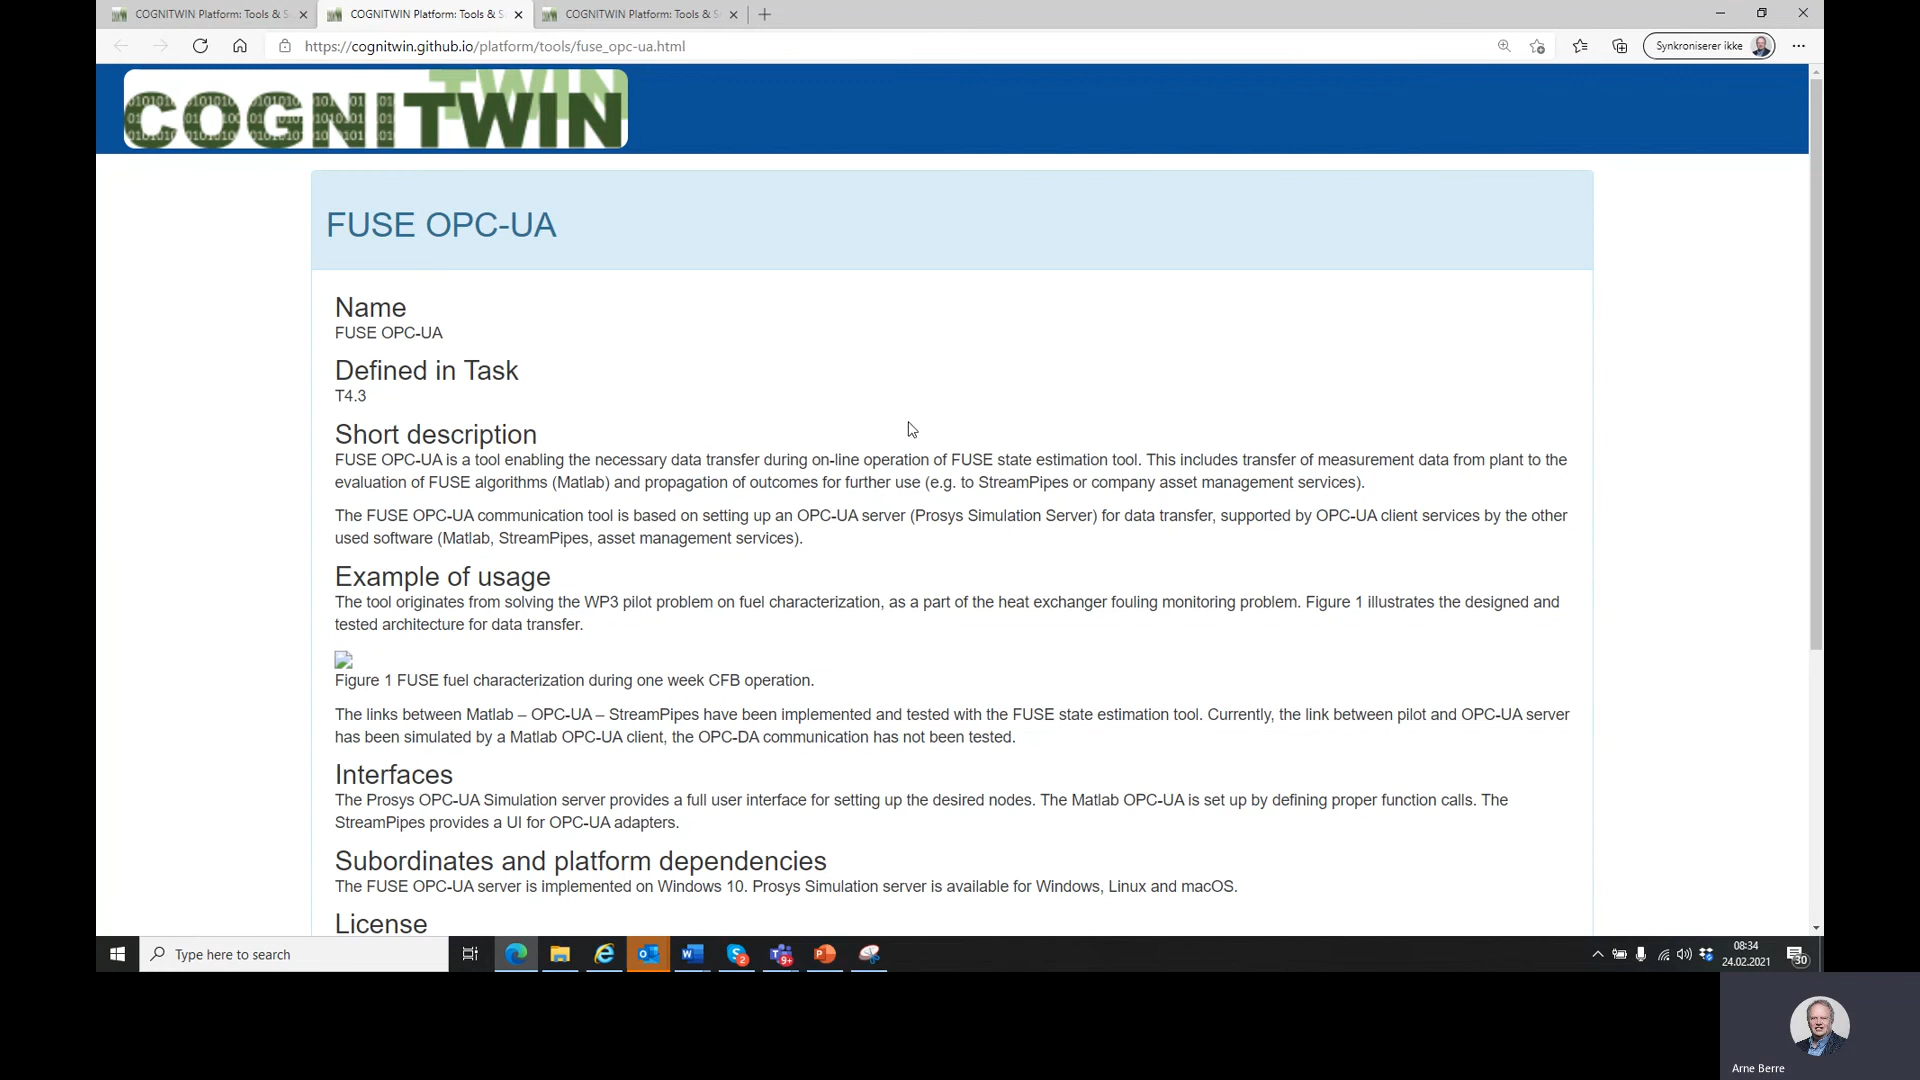 COGNITWIN Platform: Tools & S
COGNITWIN Platform: Tools & S
COGNITWIN Platform: Tools & S
https://cognitwin.github.io/platform/tools/fuse_opc-ua.html
Synkroniserer ikke
TWIN
COGNITWIN
FUSE OPC-UA
Name
FUSE OPC-UA
Defined in Task
T4.3
Short description
FUSE OPC-UA is a tool enabling the necessary data transfer during on-line operation of FUSE state estimation tool. This includes transfer of measurement data from plant to the
evaluation of FUSE algorithms (Matlab) and propagation of outcomes for further use (e.g. to StreamPipes or company asset management services).
The FUSE OPC-UA communication tool is based on setting up an OPC-UA server (Prosys Simulation Server) for data transfer, supported by OPC-UA client services by the other
used software (Matlab, StreamPipes, asset management services).
Example of usage
The tool originates from solving the WP3 pilot problem on fuel characterization, as a part of the heat exchanger fouling monitoring problem. Figure 1 illustrates the designed and
tested architecture for data transfer.
Figure 1 FUSE fuel characterization during one week CFB operation.
The links between Matlab – OPC-UA – StreamPipes have been implemented and tested with the FUSE state estimation tool. Currently, the link between pilot and OPC-UA server
has been simulated by a Matlab OPC-UA client, the OPC-DA communication has not been tested.
Interfaces
The Prosys OPC-UA Simulation server provides a full user interface for setting up the desired nodes. The Matlab OPC-UA is set up by defining proper function calls. The
StreamPipes provides a UI for OPC-UA adapters.
Subordinates and platform dependencies
The FUSE OPC-UA server is implemented on Windows 10. Prosys Simulation server is available for Windows, Linux and macOS.
License
Type here to search
2
9+
08:34
24.02.2021
30
Arne Berre